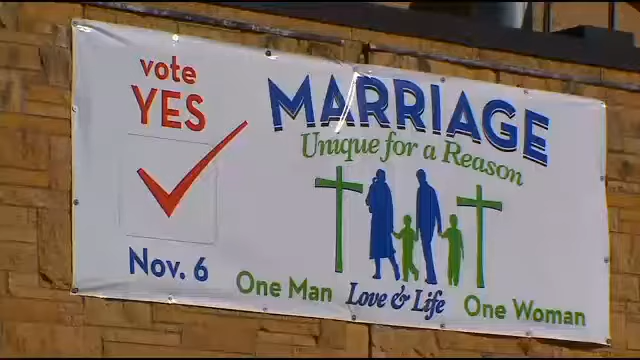 vote
YES
Nov. 6
MARRIAGE
Unique for a Reason
One Man Love & Life One Woman